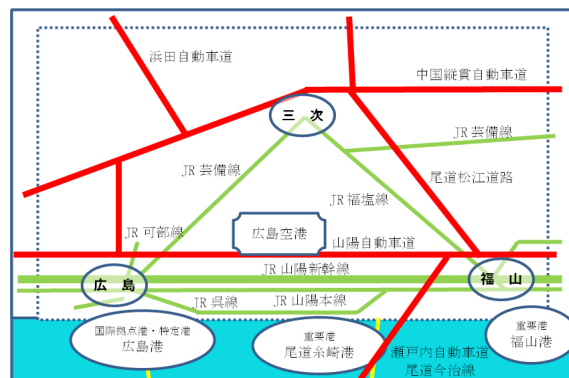 浜田自動車道
中国縦貫自動車道
三 次
JR 芸備線
JR 芸備線
尾道松江道路
JR 福塩線
JR 可部線
広島空港
山陽自動車道
JR 山陽新幹線
広 島
福 山
JR 呉線
JR 山陽本線
国際拠点港・特定港
広島港
重要港
尾道糸崎港
重要港
福山港
瀬戸内自動車道
尾道今治線